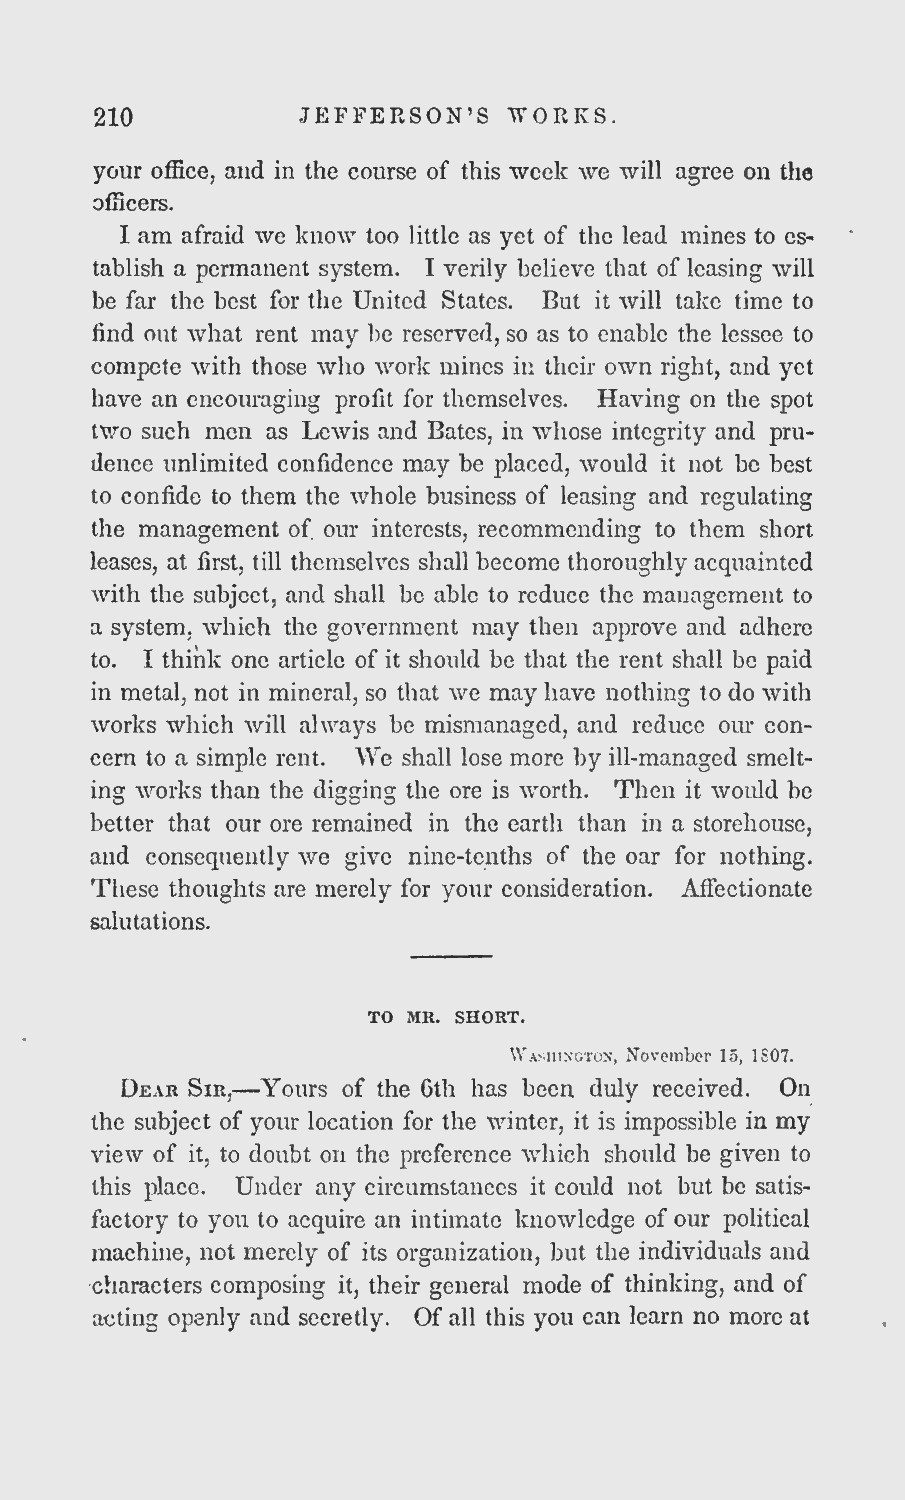 210 JEFFERSON'S WORKS.
your office, and in the course of this week we will agree on the
officers.
I am afraid we know too little as yet of the lead mines to es-
tablish a permanent system. I verily believe that of leasing will
be far the best for the United States. But it will take time to
find out what rent may be reserved, so as to enable the lessee to
compete with those who work mines in their own right, and yet
have an encouraging profit for themselves. Having on the spot
two such men as Lewis and Bates, in whose integrity and pru-
dence unlimited confidence may be placed, would it not be best
to confide to them the whole business of leasing and regulating
the management of our interests, recommending to them short
leases, at first, till themselves shall become thoroughly acquainted
with the subject, and shall be able to reduce the management to
a system, which the government may then approve and adhere
to. I think one article of it should be that the rent shall be paid
in metal, not in mineral, so that we may have nothing to do with
works which will always be mismanaged, and reduce our con-
cern to a simple rent. We shall lose more by ill-managed smelt-
ing works than the digging the ore is worth. Then it would be
better that our ore remained in the earth than in a storehouse,
and consequently we give nine-tenths of the oar for nothing.
These thoughts are merely for your consideration. Affectionate
salutations.
TO MR. SHORT.
WASHINGTON, November 15, 1807.
DEAR SIR,—Yours of the 6th has been duly received. On
the subject of your location for the winter, it is impossible in my
view of it, to doubt on the preference which should be given to
this place. Under any circumstances it could not but be satis-
factory to you to acquire an intimate knowledge of our political
machine, not merely of its organization, but the individuals and
characters composing it, their general mode of thinking, and of
acting openly and secretly. Of all this you can learn no more at